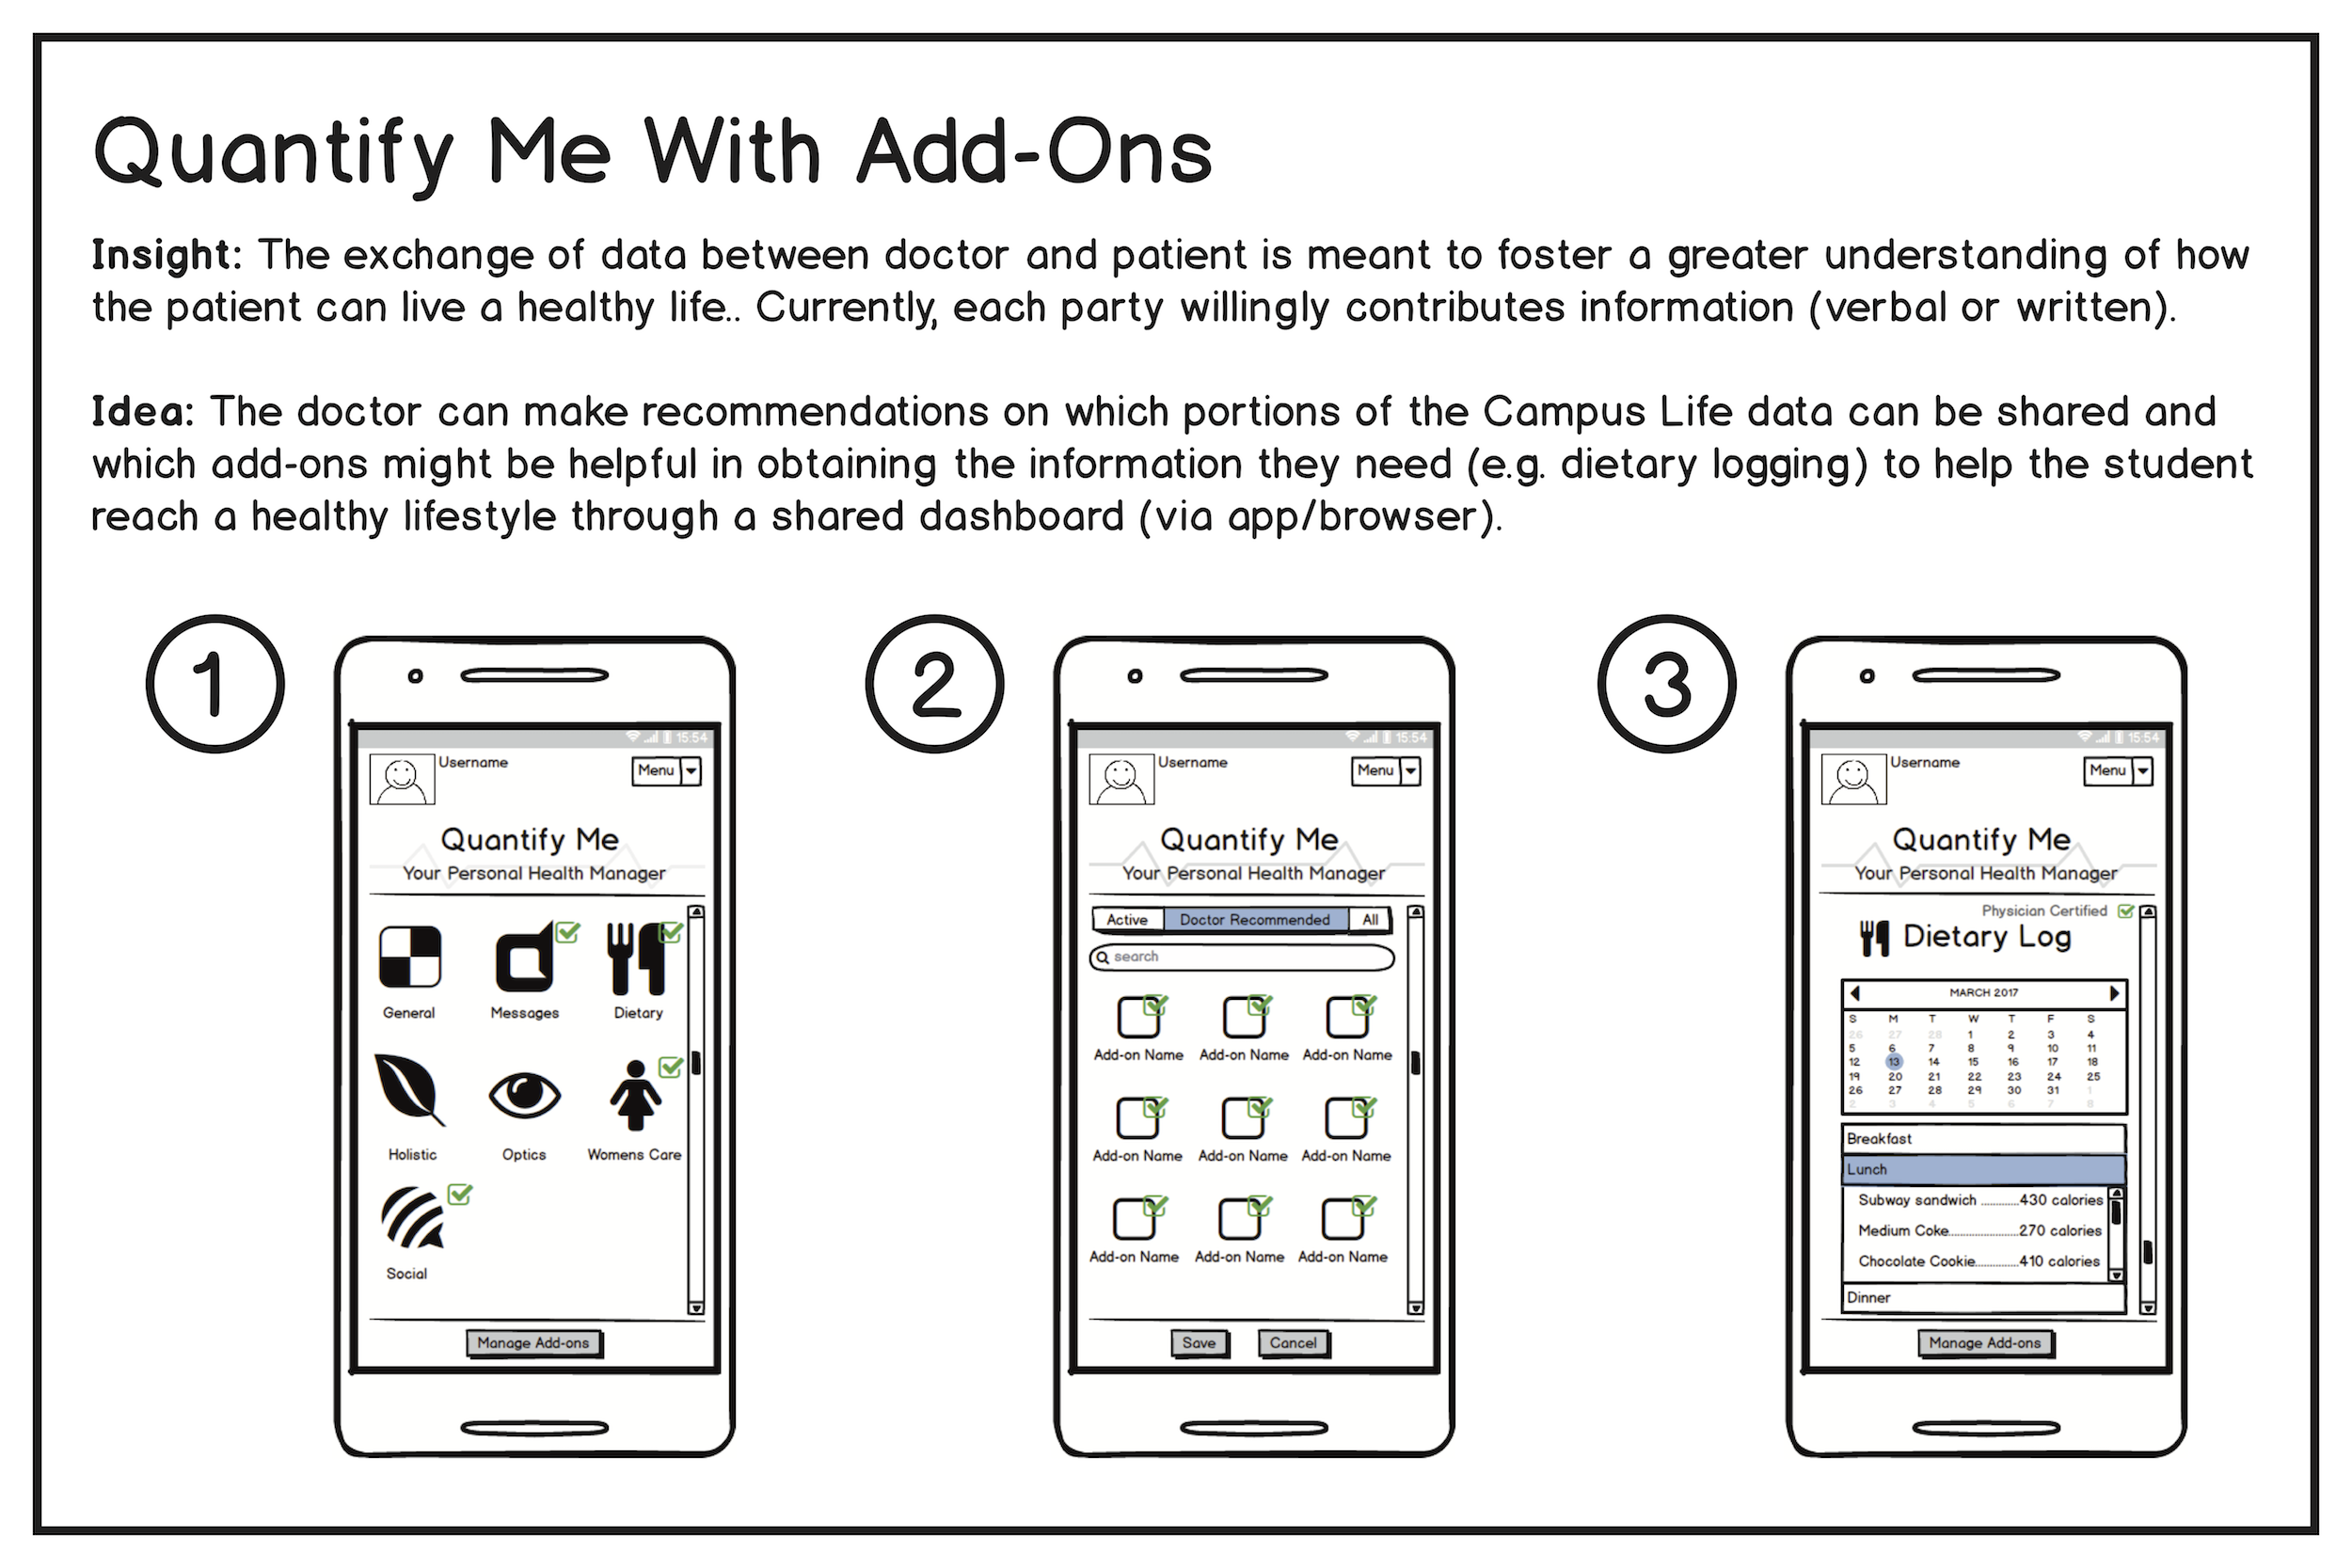 Quantify Me With Add-Ons
Insight: The exchange of data between doctor and patient is meant to foster a greater understanding of how
the patient can live a healthy life.. Currently, each party willingly contributes information (verbal or written).
Idea: The doctor can make recommendations on which portions of the Campus Life data can be shared and
which add-ons might be helpful in obtaining the information they need (e.g. dietary logging) to help the student
reach a healthy lifestyle through a shared dashboard (via app/browser).
1
15:54
Username
Menu
Quantify Me
Your Personal Health Manager
General
Messages
Dietary
Holistic
Optics
Womens Care
Social
Manage Add-ons
2
15:54
Username
Menu
Quantify Me
Your Personal Health Manager
Active
Doctor Recommended
All
search
Add-on Name
Add-on Name
Add-on Name
Add-on Name
Add-on Name
Add-on Name
Add-on Name
Add-on Name
Add-on Name
Save
Cancel
3
15:54
Username
Menu
Quantify Me
Your Personal Health Manager
Physician Certified
Dietary Log
MARCH 2017
S M T W T F S
26 27 28 1 2 3 4
5 6 7 8 9 10 11
12 13 14 15 16 17 18
19 20 21 22 23 24 25
26 27 28 29 30 31 1
2 3 4 5 6 7 8
Breakfast
Lunch
Subway sandwich ............430 calories
Medium Coke......................270 calories
Chocolate Cookie..............410 calories
Dinner
Manage Add-ons